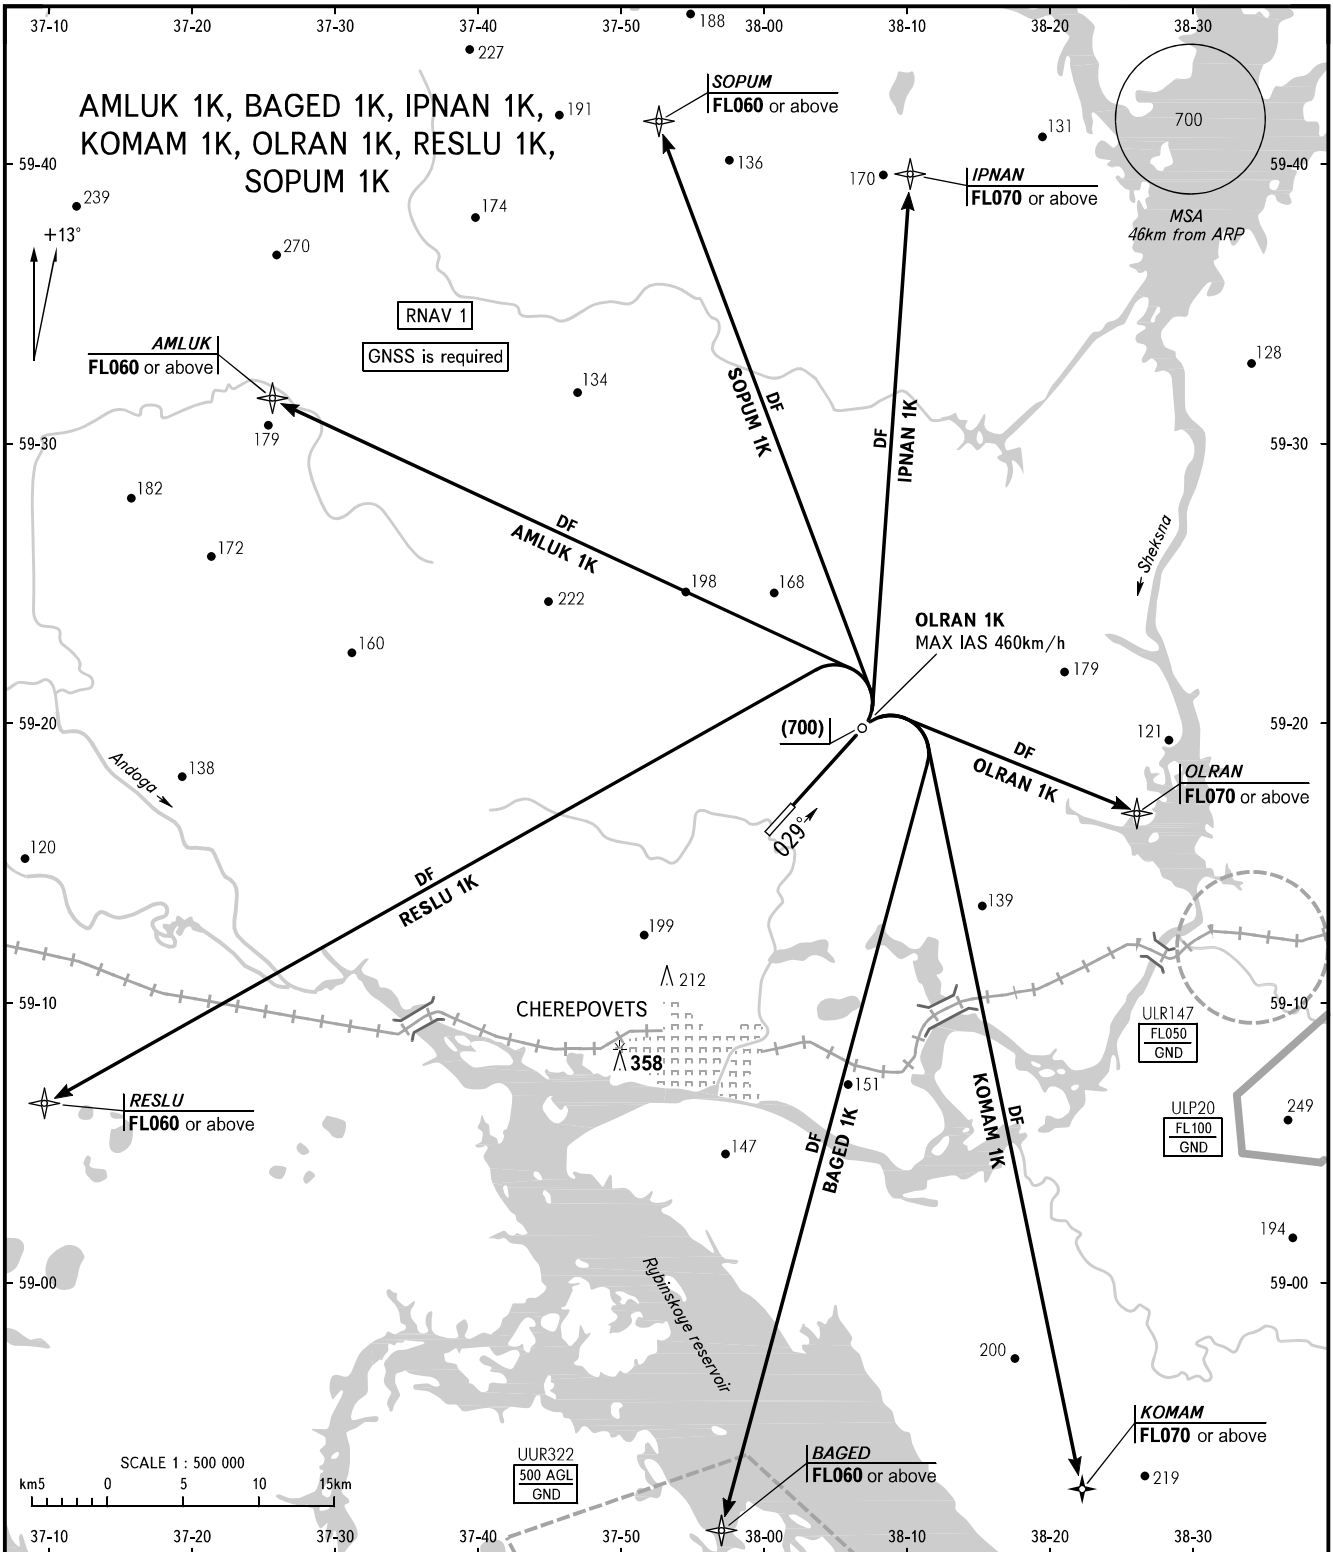 37-10
37-20
37-30
37-40
37-50
38-00
38-10
38-20
38-30
188
227
AMLUK 1K, BAGED 1K, IPNAN 1K,
KOMAM 1K, OLRAN 1K, RESLU 1K,
SOPUM 1K
191
SOPUM
FL060 or above
131
700
59-40
136
170
IPNAN
FL070 or above
59-40
239
174
MSA
46km from ARP
+13°
270
RNAV 1
GNSS is required
AMLUK
FL060 or above
134
128
DF
SOPUM 1K
DF
IPNAN 1K
59-30
179
59-30
182
DF
AMLUK 1K
172
198
168
222
Sheksna
160
OLRAN 1K
MAX IAS 460km/h
179
59-20
(700)
121
59-20
Andoga
138
DF
OLRAN 1K
OLRAN
FL070 or above
029°
120
DF
RESLU 1K
139
199
212
59-10
CHEREPOVETS
59-10
ULR147
FL050
GND
358
RESLU
FL060 or above
151
DF
KOMAM 1K
ULP20
FL100
GND
249
147
DF
BAGED 1K
194
59-00
Rybinskoye reservoir
59-00
200
KOMAM
FL070 or above
SCALE 1 : 500 000
km5 0 5 10 15km
UUR322
500 AGL
GND
BAGED
FL060 or above
219
37-10
37-20
37-30
37-40
37-50
38-00
38-10
38-20
38-30